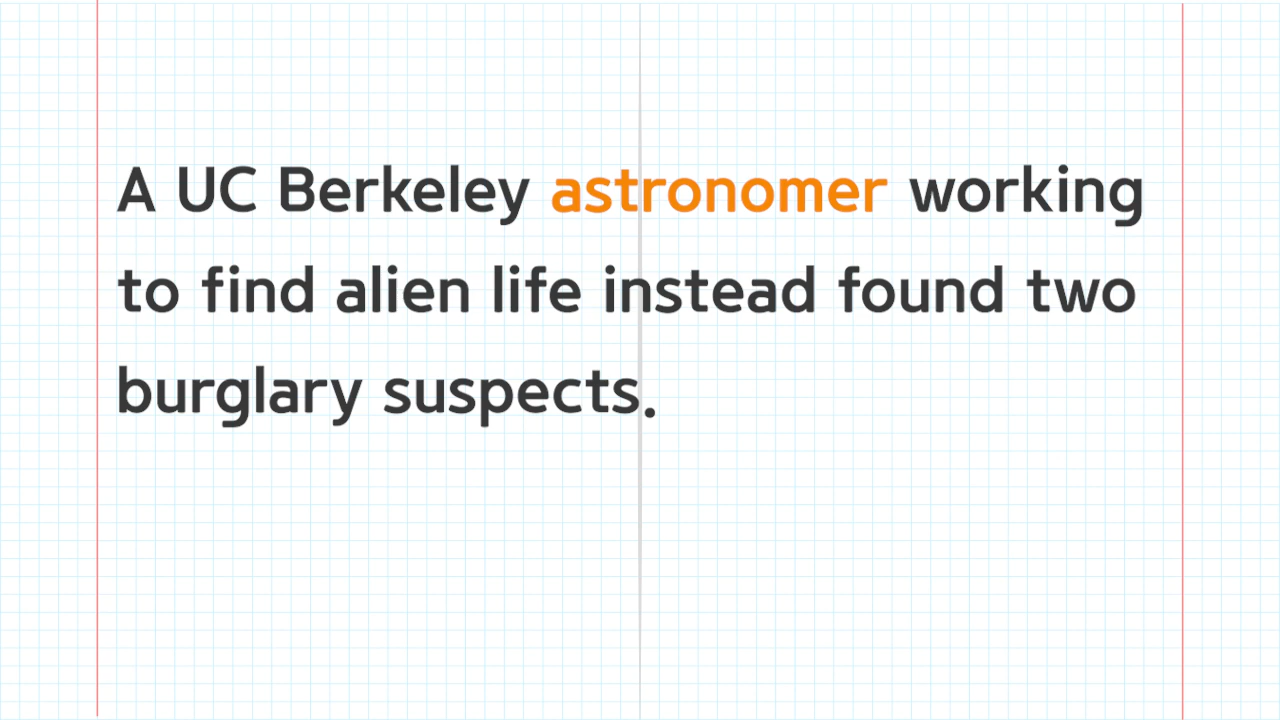 A UC Berkeley astronomer working
to find alien life instead found two
burglary suspects.